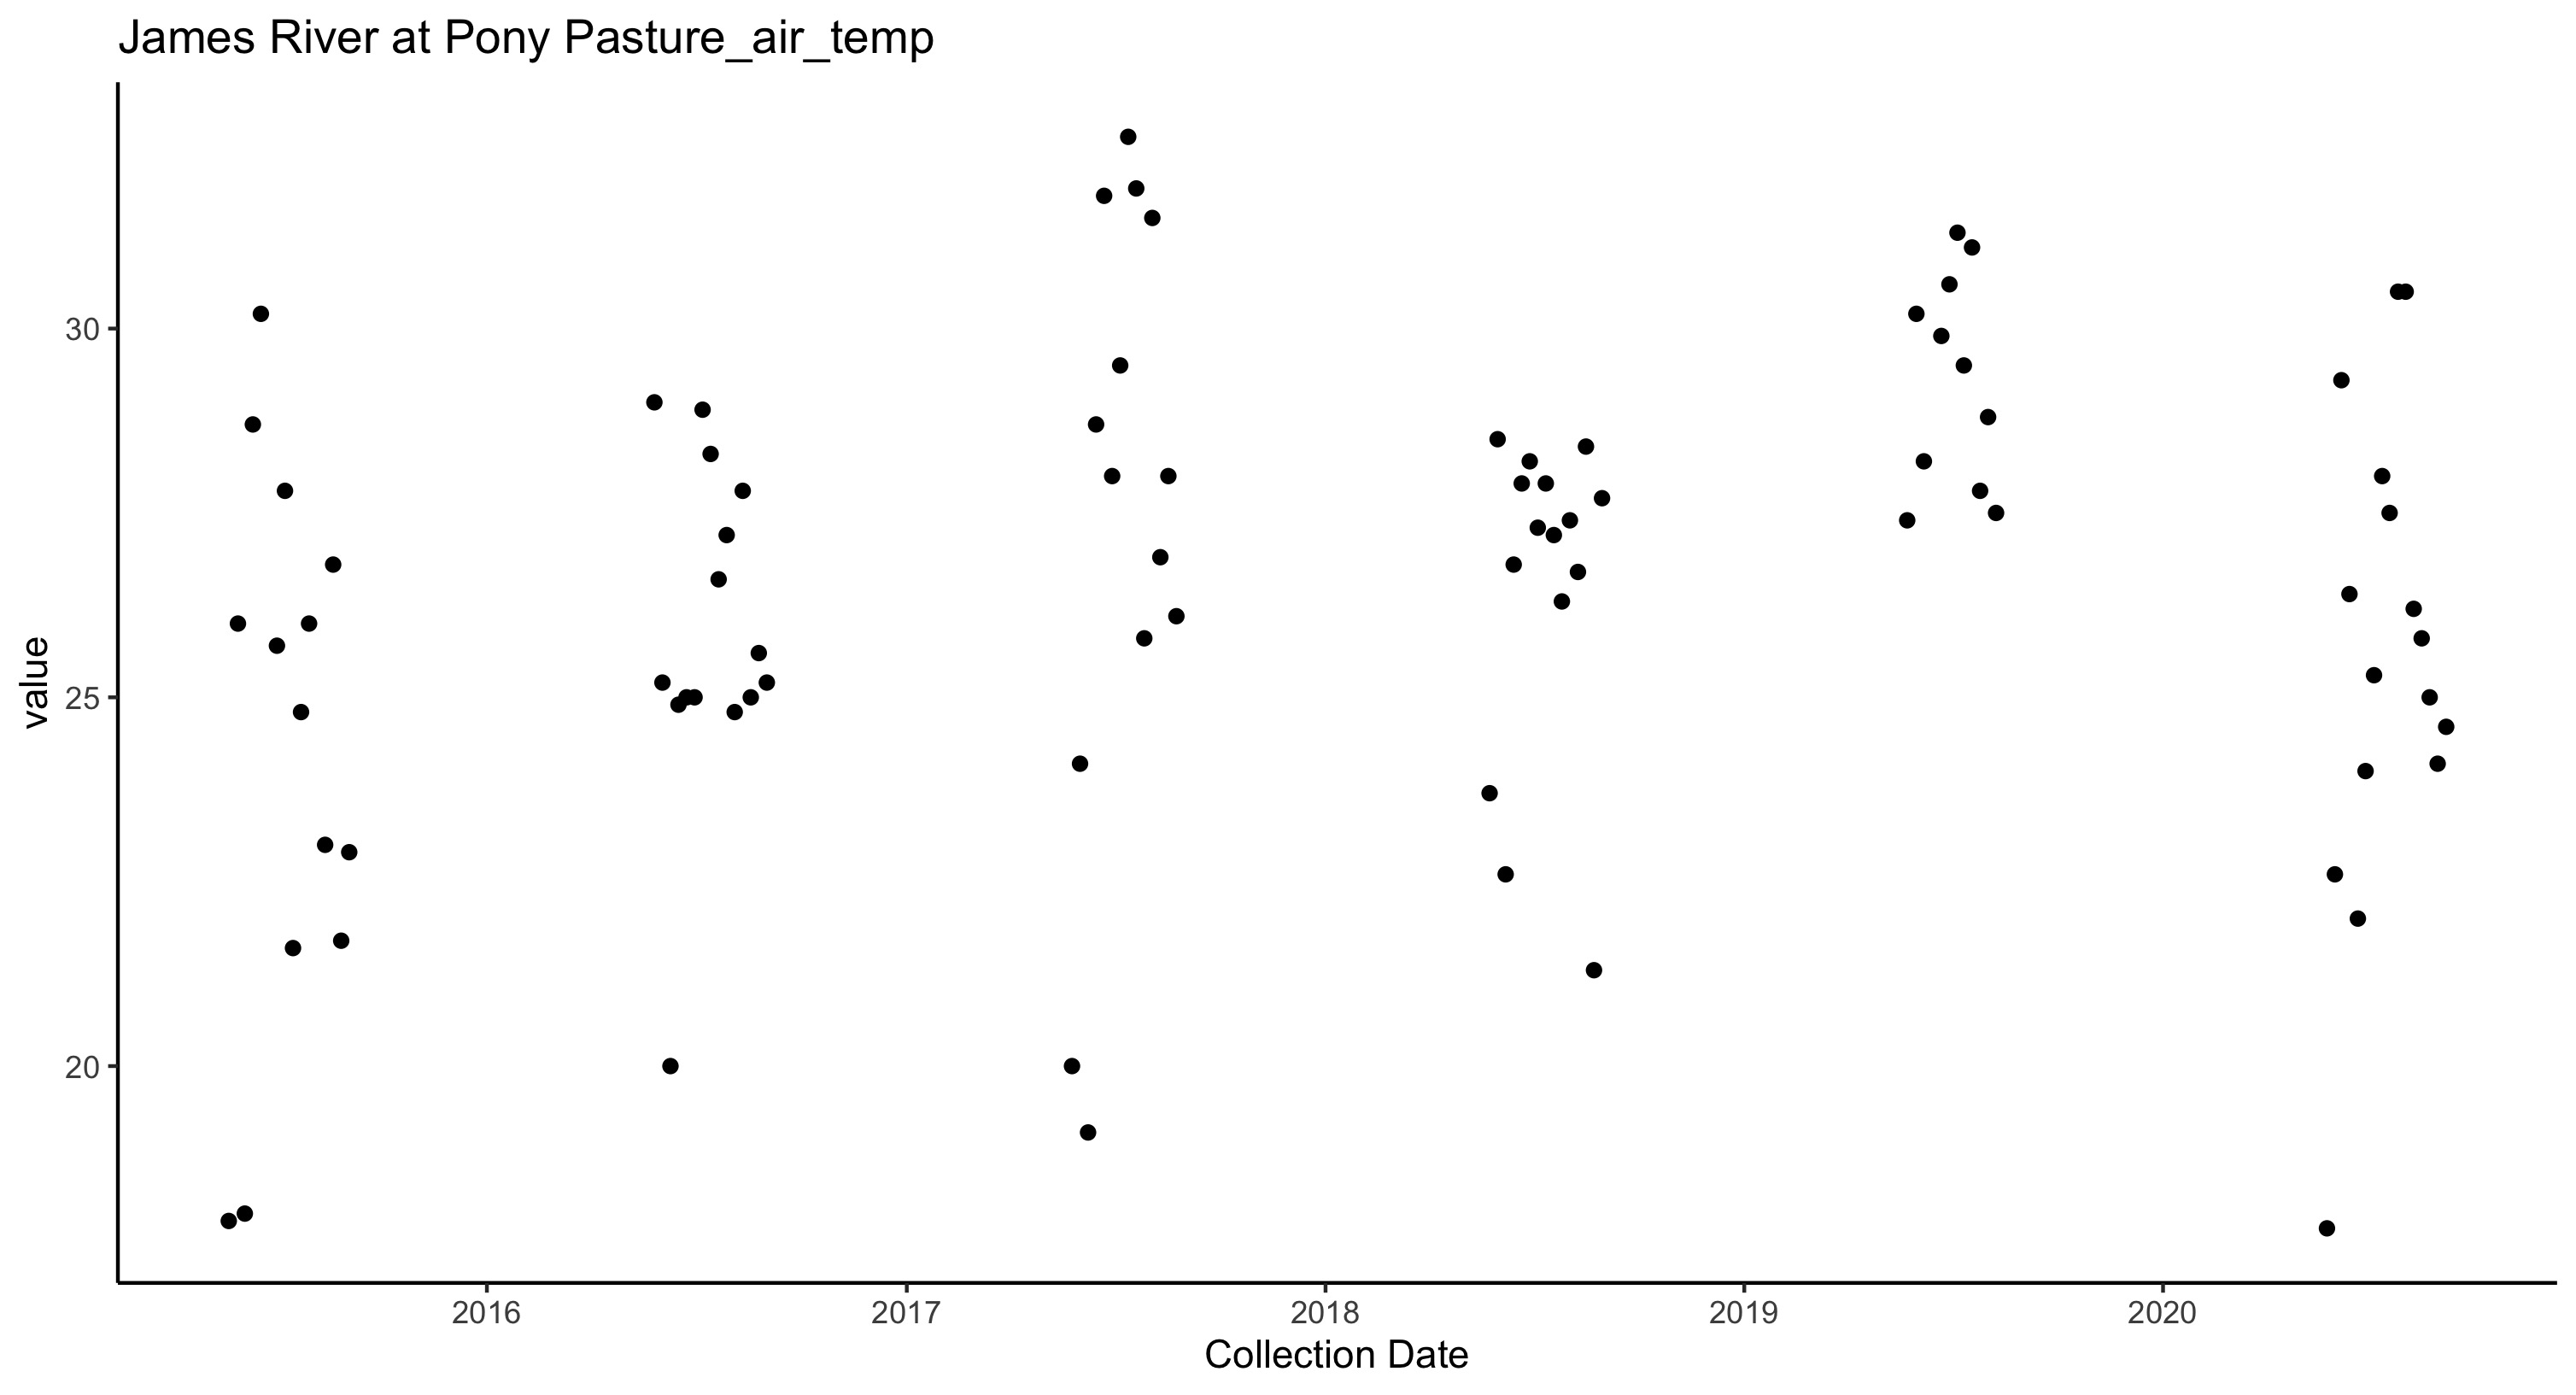 James River at Pony Pasture_air_temp
value
30
25
20
2016 2017 2018 2019 2020
Collection Date